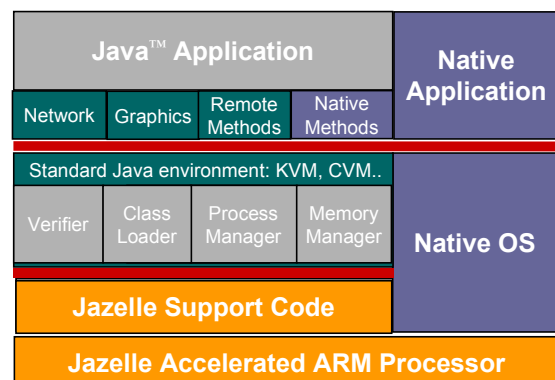 Java™ Application
Native
Application
Network
Graphics
Remote
Methods
Native
Methods
Standard Java environment: KVM, CVM..
Verifier
Class
Loader
Process
Manager
Memory
Manager
Native OS
Jazelle Support Code
Jazelle Accelerated ARM Processor